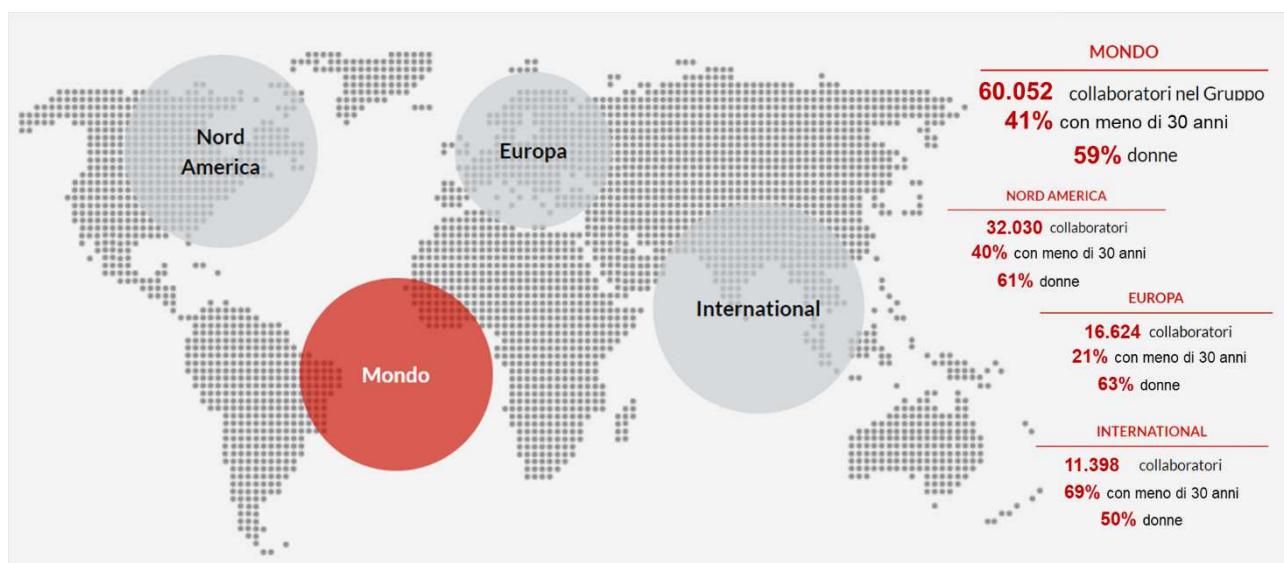 Nord
America
Europa
International
Mondo
MONDO
60.052 collaboratori nel Gruppo
41% con meno di 30 anni
59% donne
NORD AMERICA
32.030 collaboratori
40% con meno di 30 anni
61% donne
EUROPA
16.624 collaboratori
21% con meno di 30 anni
63% donne
INTERNATIONAL
11.398 collaboratori
69% con meno di 30 anni
50% donne